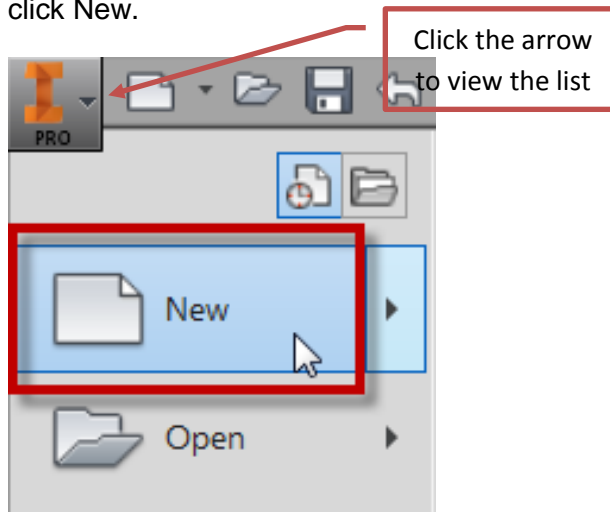 click New.
Click the arrow
to view the list
PRO
New
Open